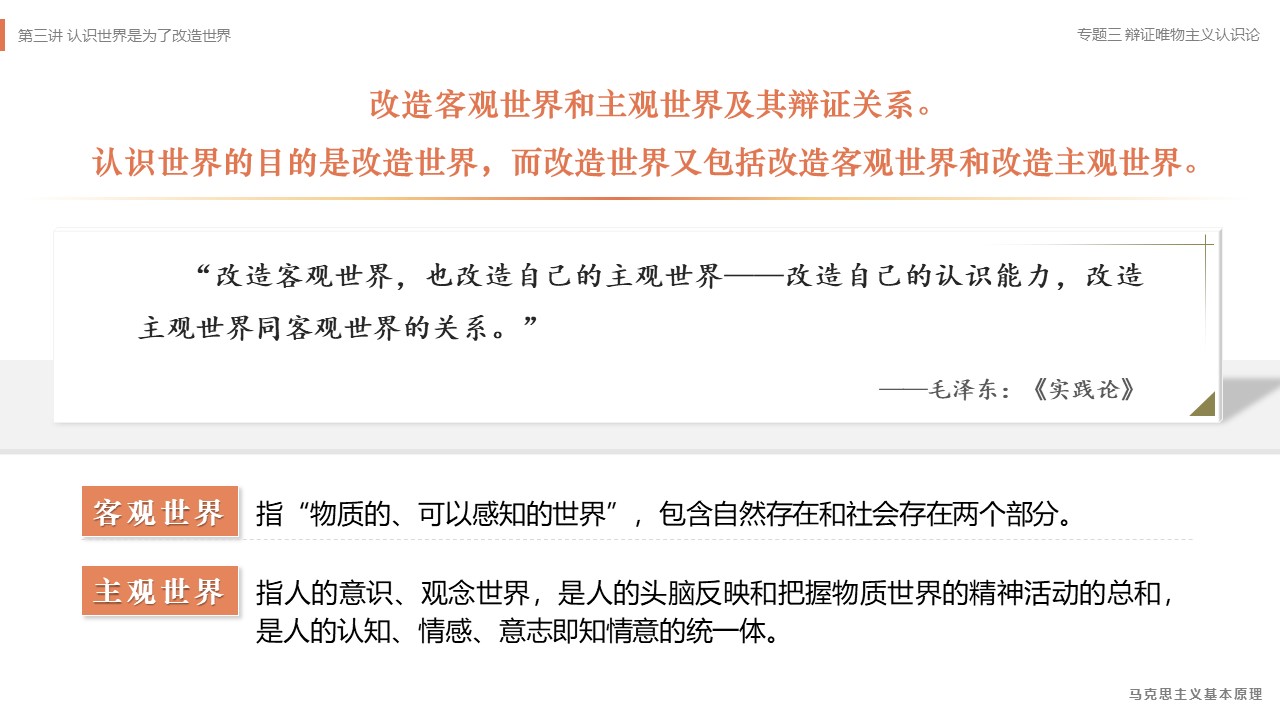 第三讲 认识世界是为了改造世界
专题三 辩证唯物主义认识论
改造客观世界和主观世界及其辩证关系。
认识世界的目的是改造世界，而改造世界又包括改造客观世界和改造主观世界。
“改造客观世界，也改造自己的主观世界——改造自己的认识能力，改造
主观世界同客观世界的关系。”
——毛泽东：《实践论》
客观世界
指“物质的、可以感知的世界”，包含自然存在和社会存在两个部分。
主观世界
指人的意识、观念世界，是人的头脑反映和把握物质世界的精神活动的总和，
是人的认知、情感、意志即知情意的统一体。
马克思主义基本原理